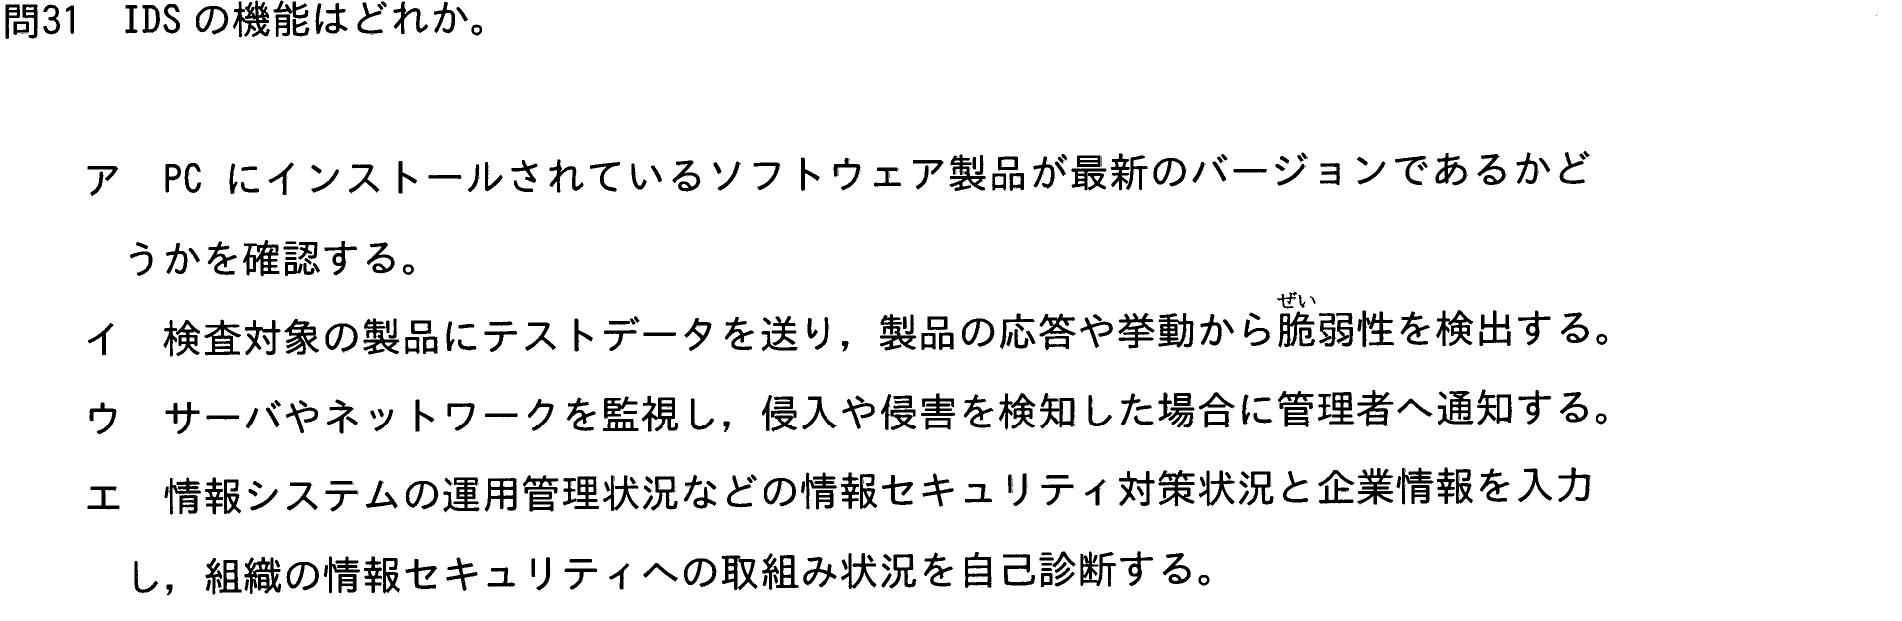 問31 IDS の機能はどれか。
ア PC にインストールされているソフトウェア製品が最新のバージョンであるかど
うかを確認する。
ぜい
イ 検査対象の製品にテストデータを送り，製品の応答や挙動から脆弱性を検出する。
ウ サーバやネットワークを監視し，侵入や侵害を検知した場合に管理者へ通知する。
エ 情報システムの運用管理状況などの情報セキュリティ対策状況と企業情報を入力
し，組織の情報セキュリティへの取組み状況を自己診断する。